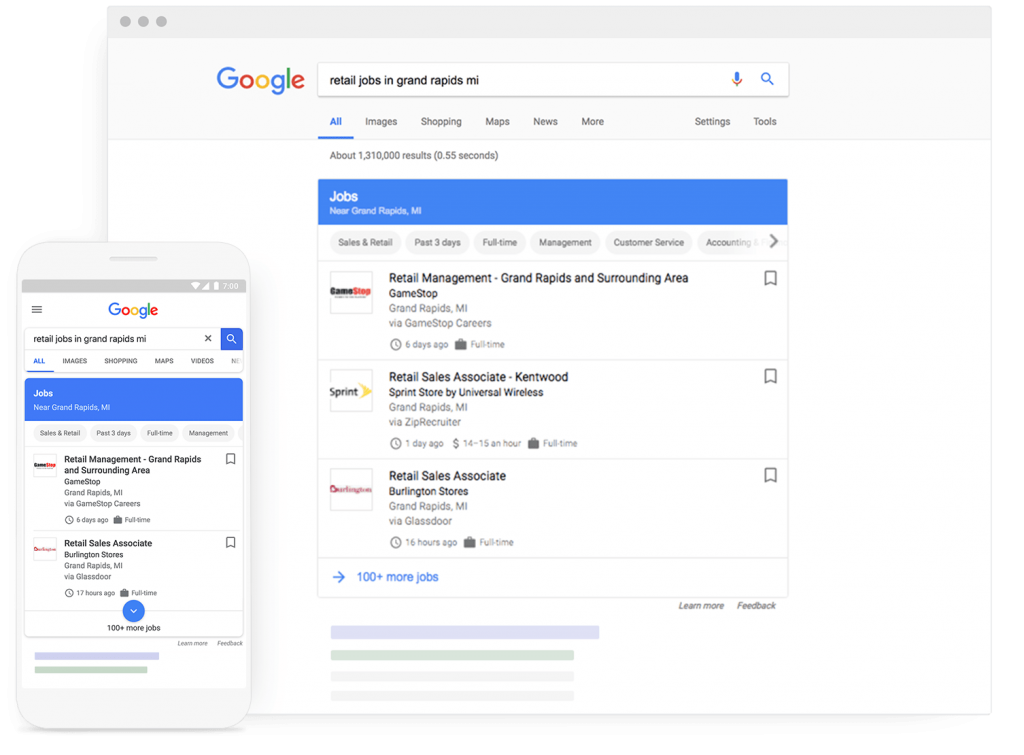 Google
retail jobs in grand rapids mi
All Images Shopping Maps News More Settings Tools
About 1,310,000 results (0.55 seconds)
Jobs
Near Grand Rapids, MI
Sales & Retail Past 3 days Full-time Management Customer Service Accounting &
GameStop
Retail Management - Grand Rapids and Surrounding Area
GameStop
Grand Rapids, MI
via GameStop Careers
6 days ago Full-time
Sprint
Retail Sales Associate - Kentwood
Sprint Store by Universal Wireless
Grand Rapids, MI
via ZipRecruiter
1 day ago $ 14–15 an hour Full-time
Burlington
Retail Sales Associate
Burlington Stores
Grand Rapids, MI
via Glassdoor
16 hours ago Full-time
100+ more jobs
Learn more Feedback
7:00
Google
retail jobs in grand rapids mi
ALL IMAGES SHOPPING MAPS VIDEOS
Jobs
Near Grand Rapids, MI
Sales & Retail Past 3 days Full-time Management
GameStop
Retail Management - Grand Rapids
and Surrounding Area
GameStop
Grand Rapids, MI
via GameStop Careers
6 days ago Full-time
Burlington
Retail Sales Associate
Burlington Stores
Grand Rapids, MI
via Glassdoor
17 hours ago Full-time
100+ more jobs
Learn more Feedback